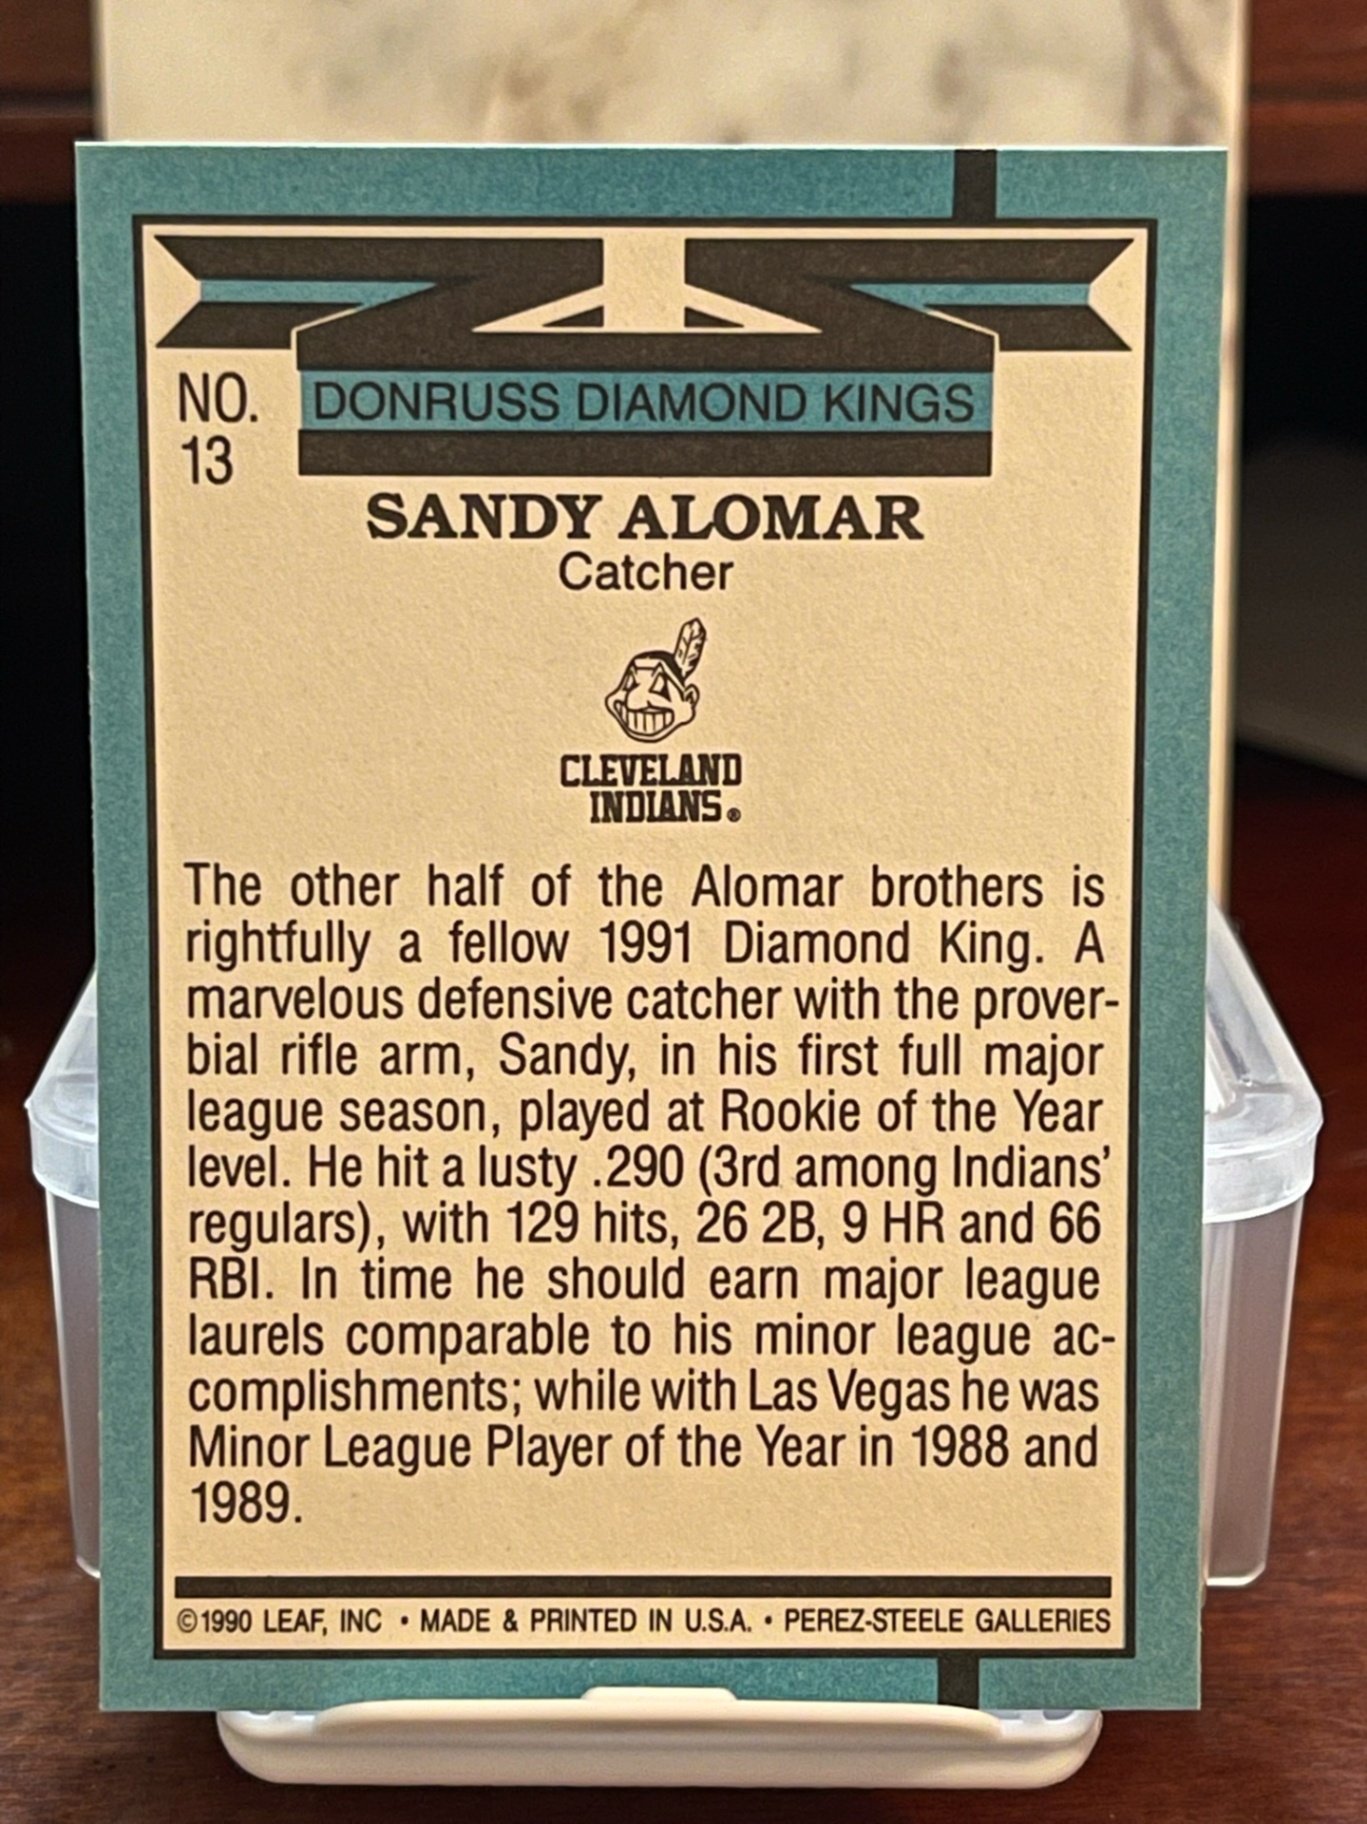 NO.
13
DONRUSS DIAMOND KINGS
SANDY ALOMAR
Catcher
CLEVELAND
INDIANS®
The other half of the Alomar brothers is
rightfully a fellow 1991 Diamond King. A
marvelous defensive catcher with the prover-
bial rifle arm, Sandy, in his first full major
league season, played at Rookie of the Year
level. He hit a lusty .290 (3rd among Indians'
regulars), with 129 hits, 26 2B, 9 HR and 66
RBI. In time he should earn major league
laurels comparable to his minor league ac-
complishments; while with Las Vegas he was
Minor League Player of the Year in 1988 and
1989.
©1990 LEAF, INC • MADE & PRINTED IN U.S.A. • PEREZ-STEELE GALLERIES